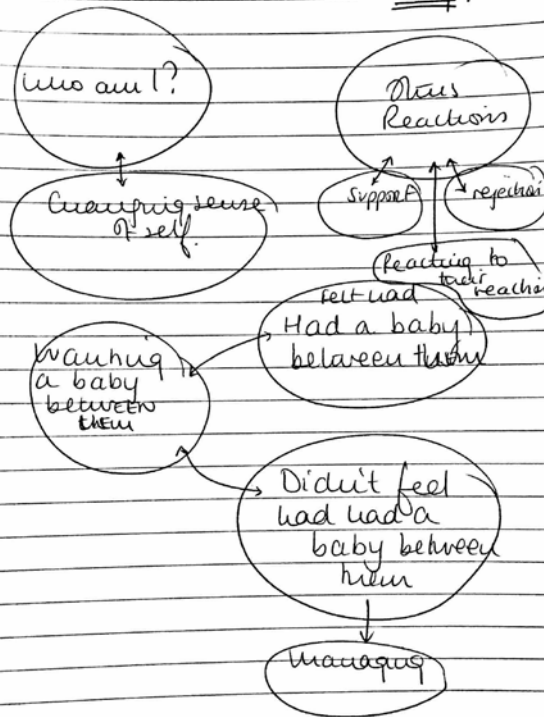 Who am I?
Others
Reactions
support
rejection
Changing sense
of self.
Reacting to
their
reaction
Felt had
Had a baby
between them
Wanting
a baby
between
them
Didn't feel
had had a
baby between
them
Managing